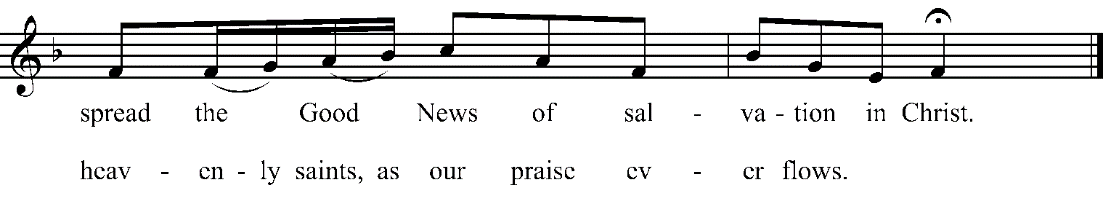 spread the Good News of sal - va - tion in Christ.
heav - en - ly saints, as our praise ev - er flows.